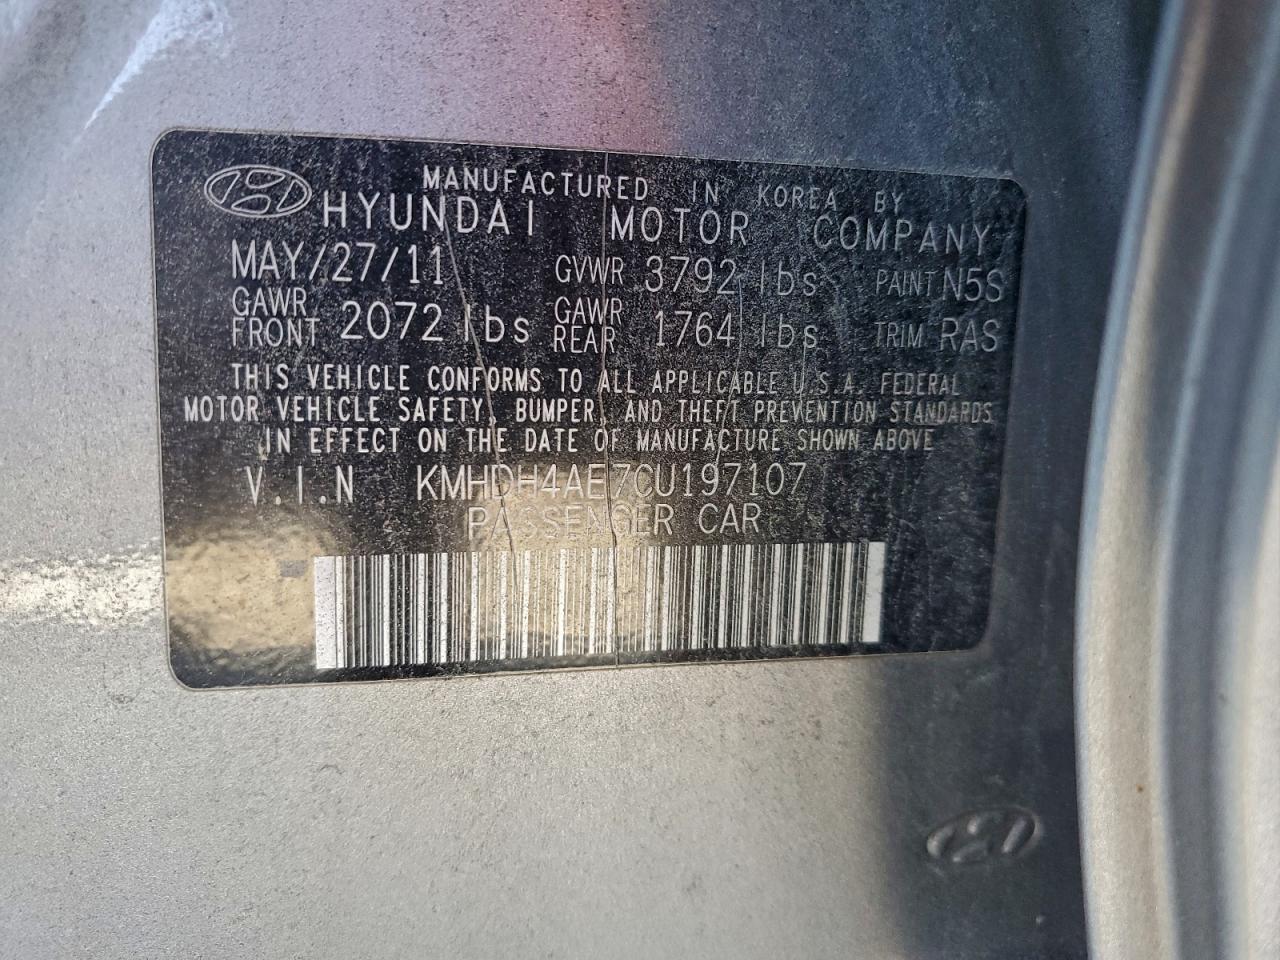 MANUFACTURED IN KOREA BY
HYUNDAI MOTOR COMPANY
MAY/27/11 GVWR 3792 lbs PAINT N5S
GAWR FRONT 2072 lbs GAWR REAR 1764 lbs TRIM RAS
THIS VEHICLE CONFORMS TO ALL APPLICABLE U.S.A. FEDERAL
MOTOR VEHICLE SAFETY, BUMPER, AND THEFT PREVENTION STANDARDS
IN EFFECT ON THE DATE OF MANUFACTURE SHOWN ABOVE
V.I.N KMHDH4AE7CU197107
PASSENGER CAR